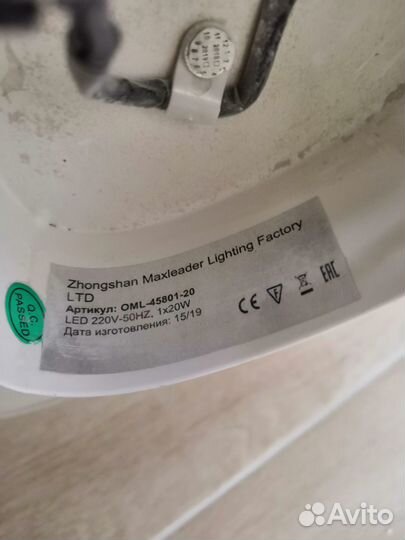 Zhongshan Maxleader Lighting Factory
LTD
Артикул: OML-45801-20
LED 220V-50HZ, 1x20W
Дата изготовления: 15/19
CE
EAC
Q.C.
PASSED
Avito